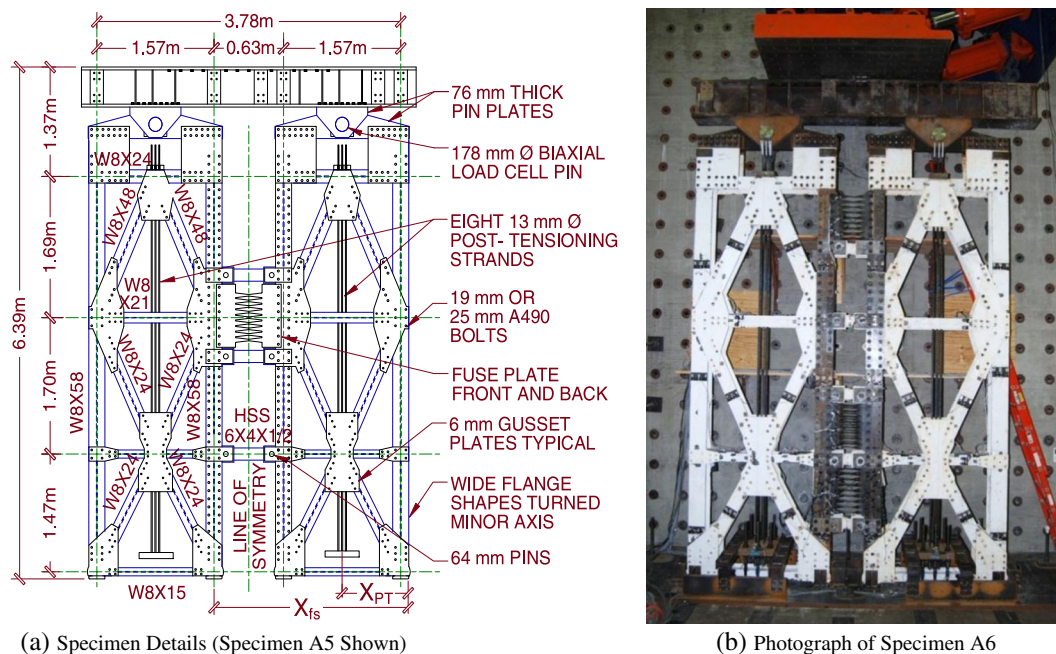 3.78m
1.57m
0.63m
1.57m
6.39m
1.37m
1.69m
1.70m
1.47m
W8X24
W8X48
W8X48
W8
X21
W8X24
W8X24
W8X58
W8X58
HSS
6X4X1/2
W8X24
W8X24
LINE OF
SYMMETRY
W8X15
Xfs
XPT
76 mm THICK
PIN PLATES
178 mm Ø BIAXIAL
LOAD CELL PIN
EIGHT 13 mm Ø
POST- TENSIONING
STRANDS
19 mm OR
25 mm A490
BOLTS
FUSE PLATE
FRONT AND BACK
6 mm GUSSET
PLATES TYPICAL
WIDE FLANGE
SHAPES TURNED
MINOR AXIS
64 mm PINS
(a) Specimen Details (Specimen A5 Shown)
(b) Photograph of Specimen A6